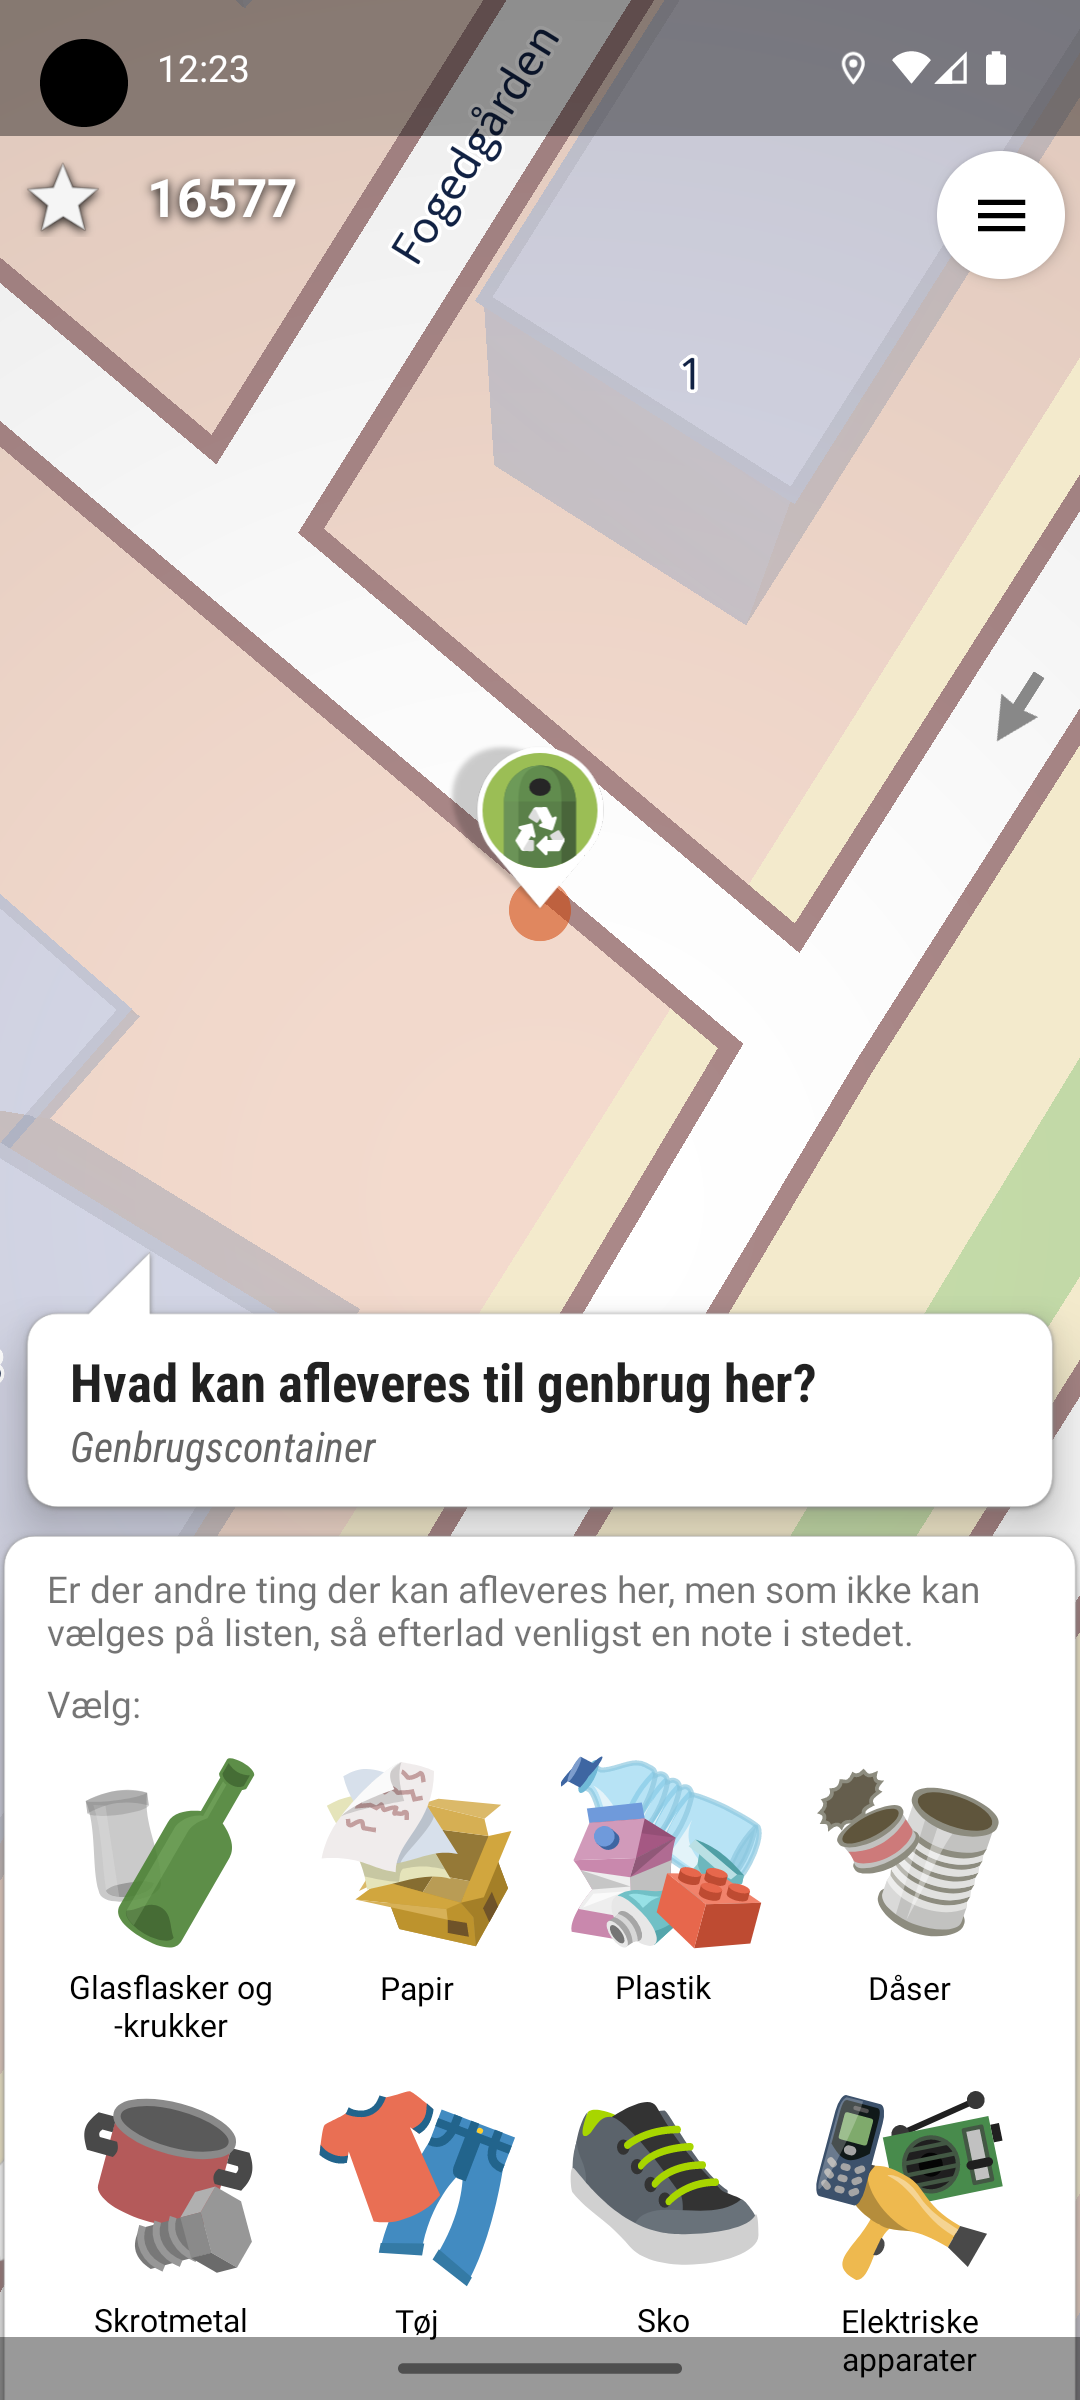 12:23
Fogedgården
16577
1
Hvad kan afleveres til genbrug her?
Genbrugscontainer
Er der andre ting der kan afleveres her, men som ikke kan
vælges på listen, så efterlad venligst en note i stedet.
Vælg:
Glasflasker og
-krukker
Papir
Plastik
Dåser
Skrotmetal
Tøj
Sko
Elektriske
apparater